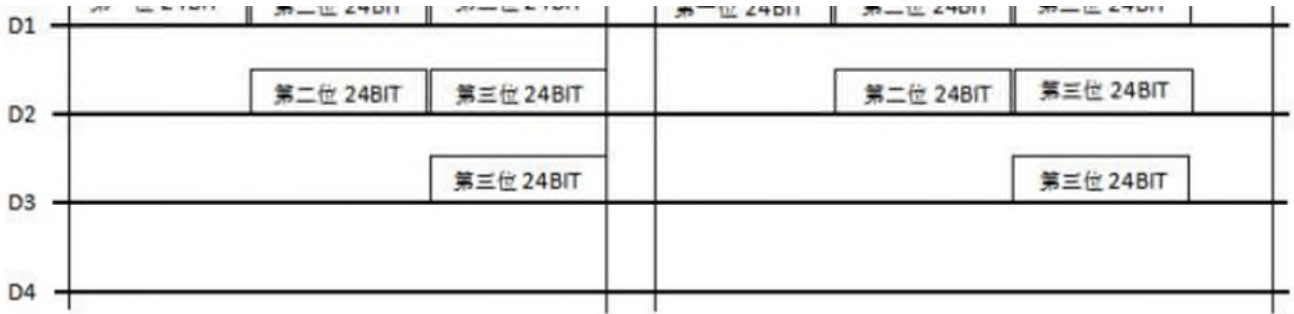 D1
第二位 24BIT 第三位 24BIT 第二位 24BIT 第三位 24BIT
D2
第三位 24BIT 第三位 24BIT
D3
D4